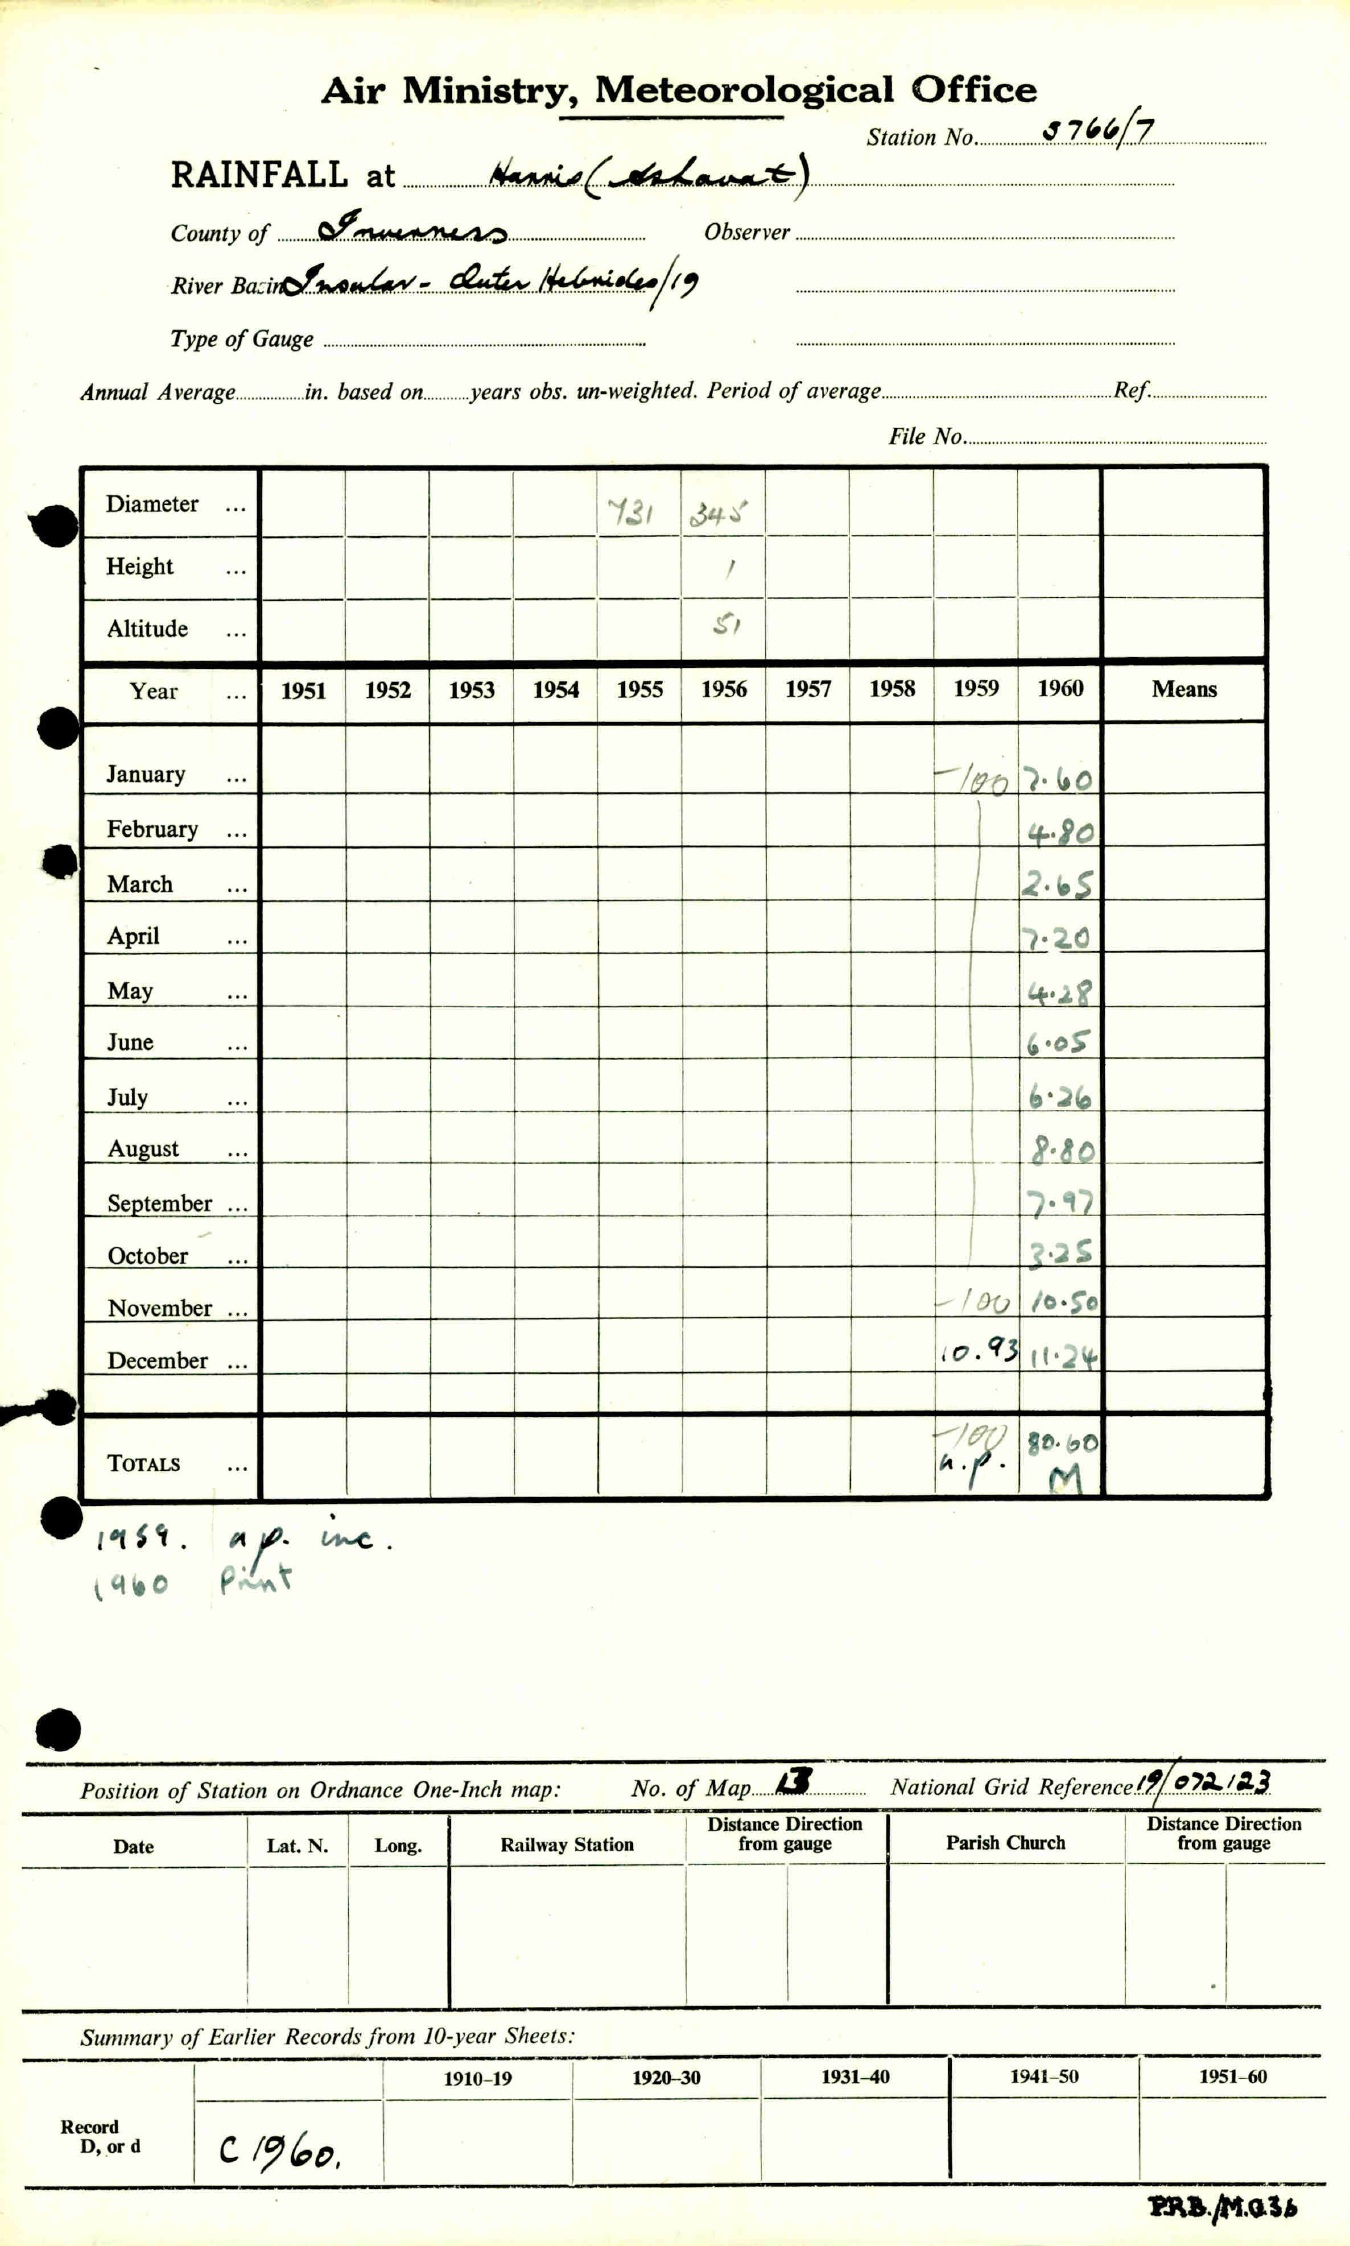 Air Ministry, Meteorological Office
Station No. 5766/7
RAINFALL at Harris (Ashavat)
County of Inverness Observer
River Basin Insular - Outer Hebrides/19
Type of Gauge
Annual Average in. based on years obs. un-weighted. Period of average Ref.
File No.
Diameter ... 731 345
Height ... 1
Altitude ... 51
Year ... 1951 1952 1953 1954 1955 1956 1957 1958 1959 1960 Means
January ... -100 7.60
February ... 4.80
March ... 2.65
April ... 7.20
May ... 4.28
June ... 6.05
July ... 6.26
August ... 8.80
September ... 7.97
October ... 3.25
November ... -100 10.50
December ... 10.93 11.24
-100 80.60
TOTALS ... n.p. M
1959. n.p. inc.
1960 Print
Position of Station on Ordnance One-Inch map: No. of Map 13 National Grid Reference 19/072123
Date Lat. N. Long. Railway Station Distance Direction from gauge Parish Church Distance Direction from gauge
Summary of Earlier Records from 10-year Sheets:
1910–19 1920–30 1931–40 1941–50 1951–60
Record
D, or d C 1960.
P.R.B./M.O.36